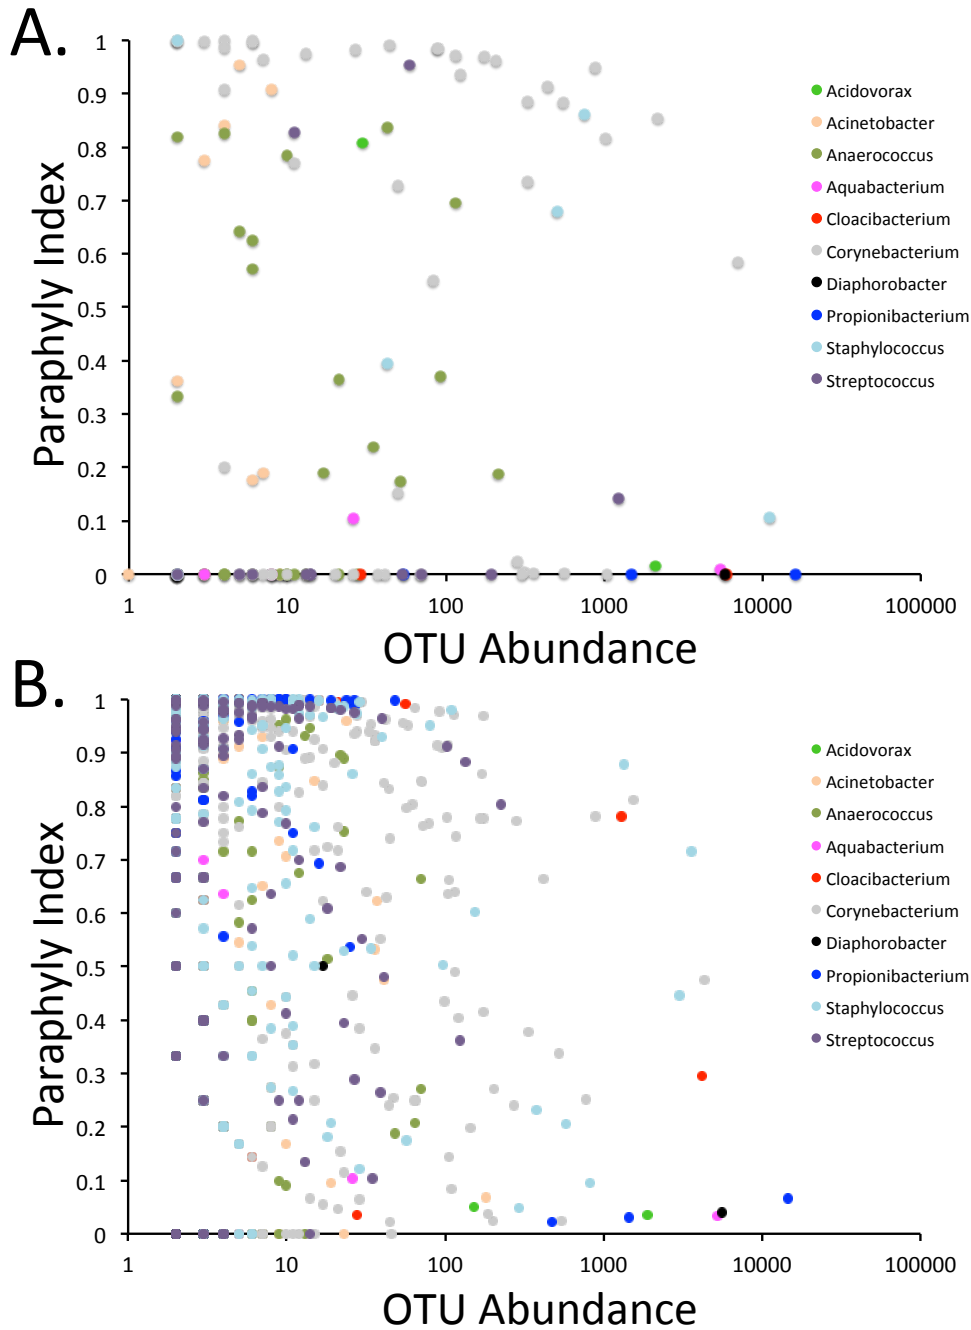 A.
Paraphyly Index
1
0.9
0.8
0.7
0.6
0.5
0.4
0.3
0.2
0.1
0
1 10 100 1000 10000 100000
OTU Abundance
Acidovorax
Acinetobacter
Anaerococcus
Aquabacterium
Cloacibacterium
Corynebacterium
Diaphorobacter
Propionibacterium
Staphylococcus
Streptococcus
B.
Paraphyly Index
1
0.9
0.8
0.7
0.6
0.5
0.4
0.3
0.2
0.1
0
1 10 100 1000 10000 100000
OTU Abundance
Acidovorax
Acinetobacter
Anaerococcus
Aquabacterium
Cloacibacterium
Corynebacterium
Diaphorobacter
Propionibacterium
Staphylococcus
Streptococcus